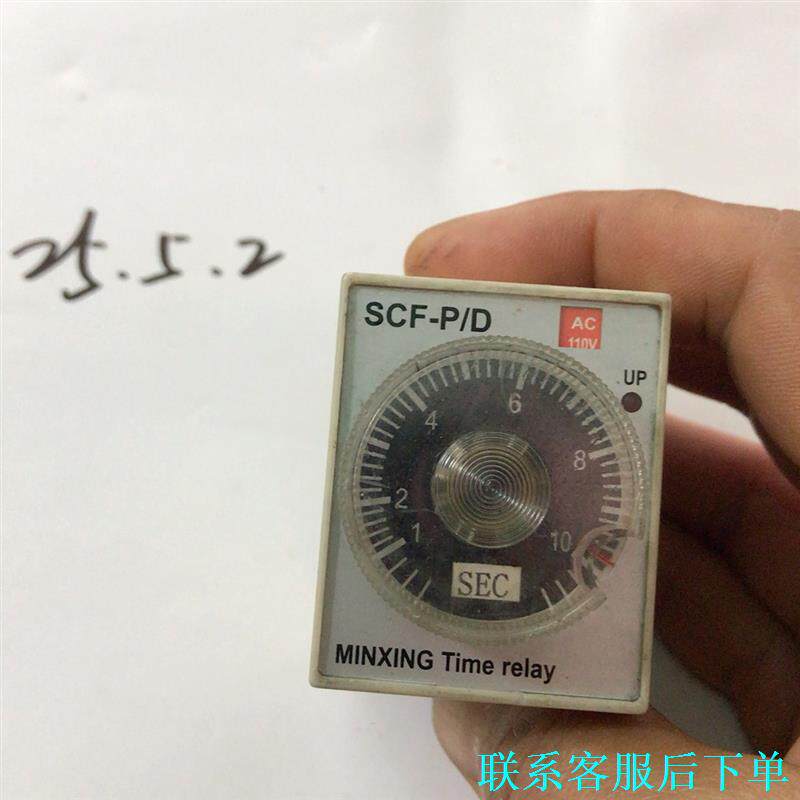 25.5.2
SCF-P/D
AC
110V
UP
6
4
8
2
1
10
SEC
MINXING Time relay
联系客服后下单